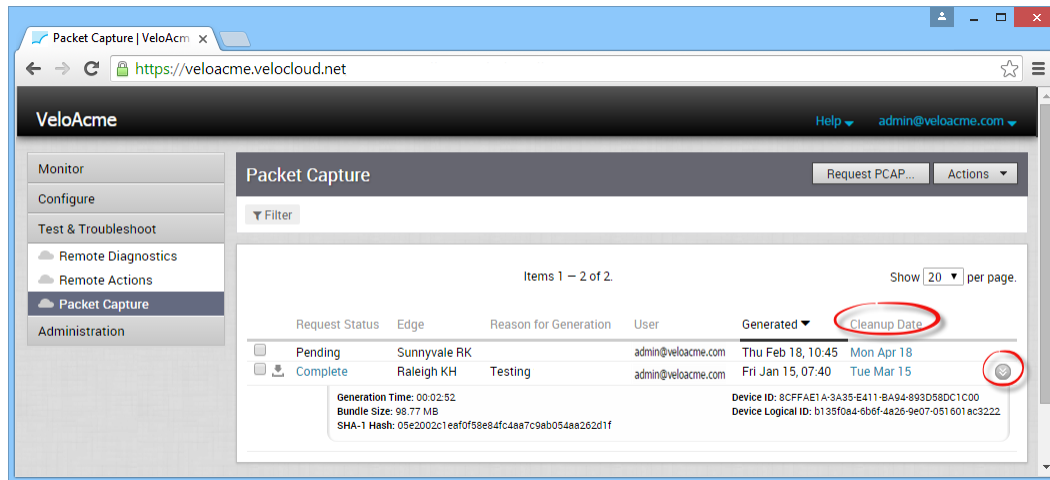 Packet Capture | VeloAcm
https://veloacme.velocloud.net
VeloAcme
Help
admin@veloacme.com
Monitor
Configure
Test & Troubleshoot
Remote Diagnostics
Remote Actions
Packet Capture
Administration
Packet Capture
Request PCAP...
Actions
Filter
Items 1 — 2 of 2.
Show 20 per page.
Request Status Edge Reason for Generation User Generated Cleanup Date
Pending Sunnyvale RK admin@veloacme.com Thu Feb 18, 10:45 Mon Apr 18
Complete Raleigh KH Testing admin@veloacme.com Fri Jan 15, 07:40 Tue Mar 15
Generation Time: 00:02:52
Bundle Size: 98.77 MB
SHA-1 Hash: 05e2002c1eaf0f58e84fc4aa7c9ab054aa262d1f
Device ID: 8CFFAE1A-3A35-E411-BA94-893D58DC1C00
Device Logical ID: b135f0a4-6b6f-4a26-9e07-051601ac3222